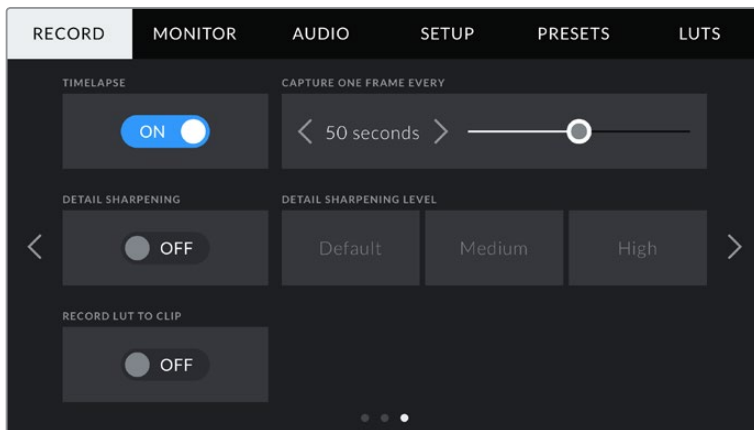 RECORD MONITOR AUDIO SETUP PRESETS LUTS
TIMELAPSE CAPTURE ONE FRAME EVERY
ON 50 seconds
DETAIL SHARPENING DETAIL SHARPENING LEVEL
OFF Default Medium High
RECORD LUT TO CLIP
OFF